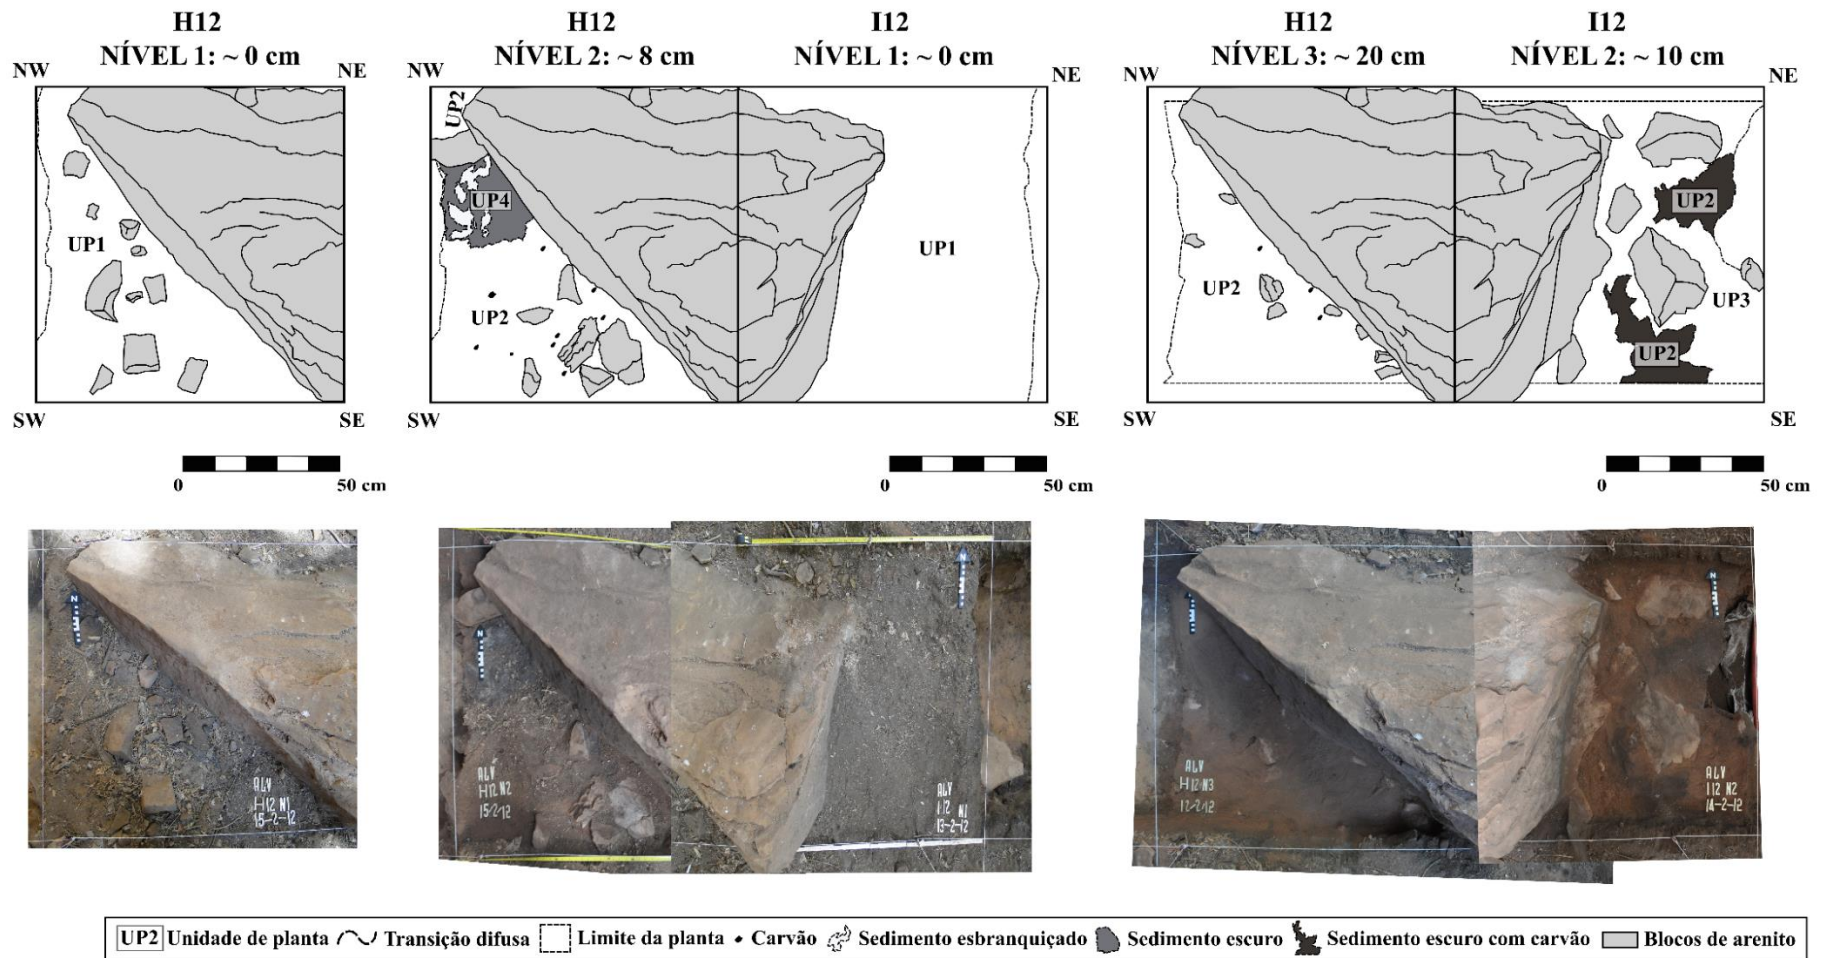 H12
NÍVEL 1: ~ 0 cm
NW NE
UP1
SW SE
0 50 cm
H12 I12
NÍVEL 2: ~ 8 cm NÍVEL 1: ~ 0 cm
NW NE
UP2
UP4
UP1
UP2
SW SE
0 50 cm
H12 I12
NÍVEL 3: ~ 20 cm NÍVEL 2: ~ 10 cm
NW NE
UP2
UP2 UP3
UP2
SW SE
0 50 cm
N
ALV
H12 N1
15-2-12
N
N
ALV
H12 N2
15-2-12
ALV
I12 N1
13-2-12
N
N
ALV
H12 N3
17-2-12
ALV
I12 N2
14-2-12
UP2 Unidade de planta Transição difusa Limite da planta Carvão Sedimento esbranquiçado Sedimento escuro Sedimento escuro com carvão Blocos de arenito